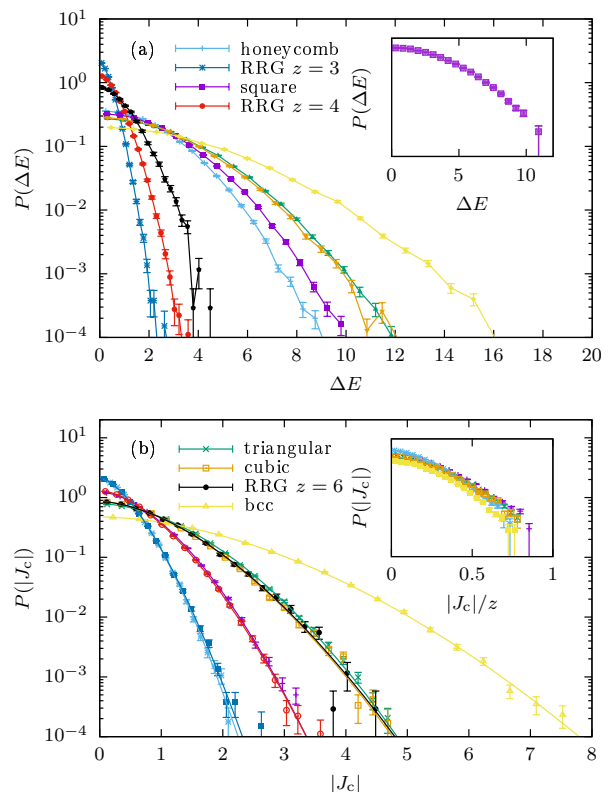 (a)
honeycomb
RRG z = 3
square
RRG z = 4
P(ΔE)
10^1
10^0
10^−1
10^−2
10^−3
10^−4
0 2 4 6 8 10 12 14 16 18 20
ΔE
P(ΔE)
0 5 10
ΔE
(b)
triangular
cubic
RRG z = 6
bcc
P(|J_c|)
10^1
10^0
10^−1
10^−2
10^−3
10^−4
0 1 2 3 4 5 6 7 8
|J_c|
P(|J_c|)
0 0.5 1
|J_c|/z